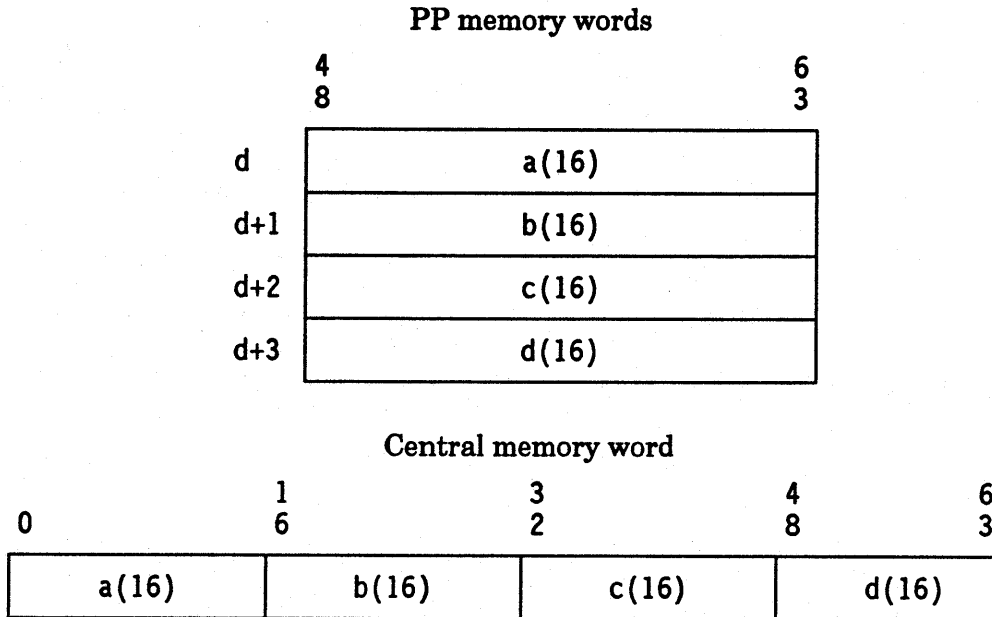 PP memory words
4 6
8 3
d a(16)
d+1 b(16)
d+2 c(16)
d+3 d(16)
Central memory word
1 3 4 6
0 6 2 8 3
a(16) b(16) c(16) d(16)